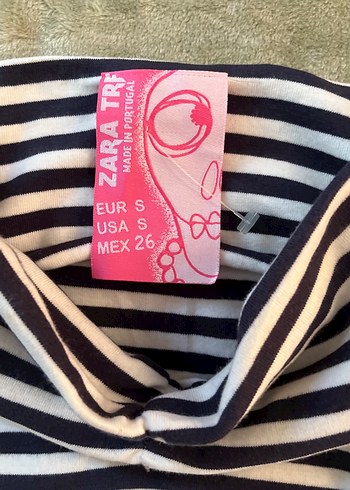 ZARA TRF
MADE IN PORTUGAL
EUR S
USA S
MEX 26